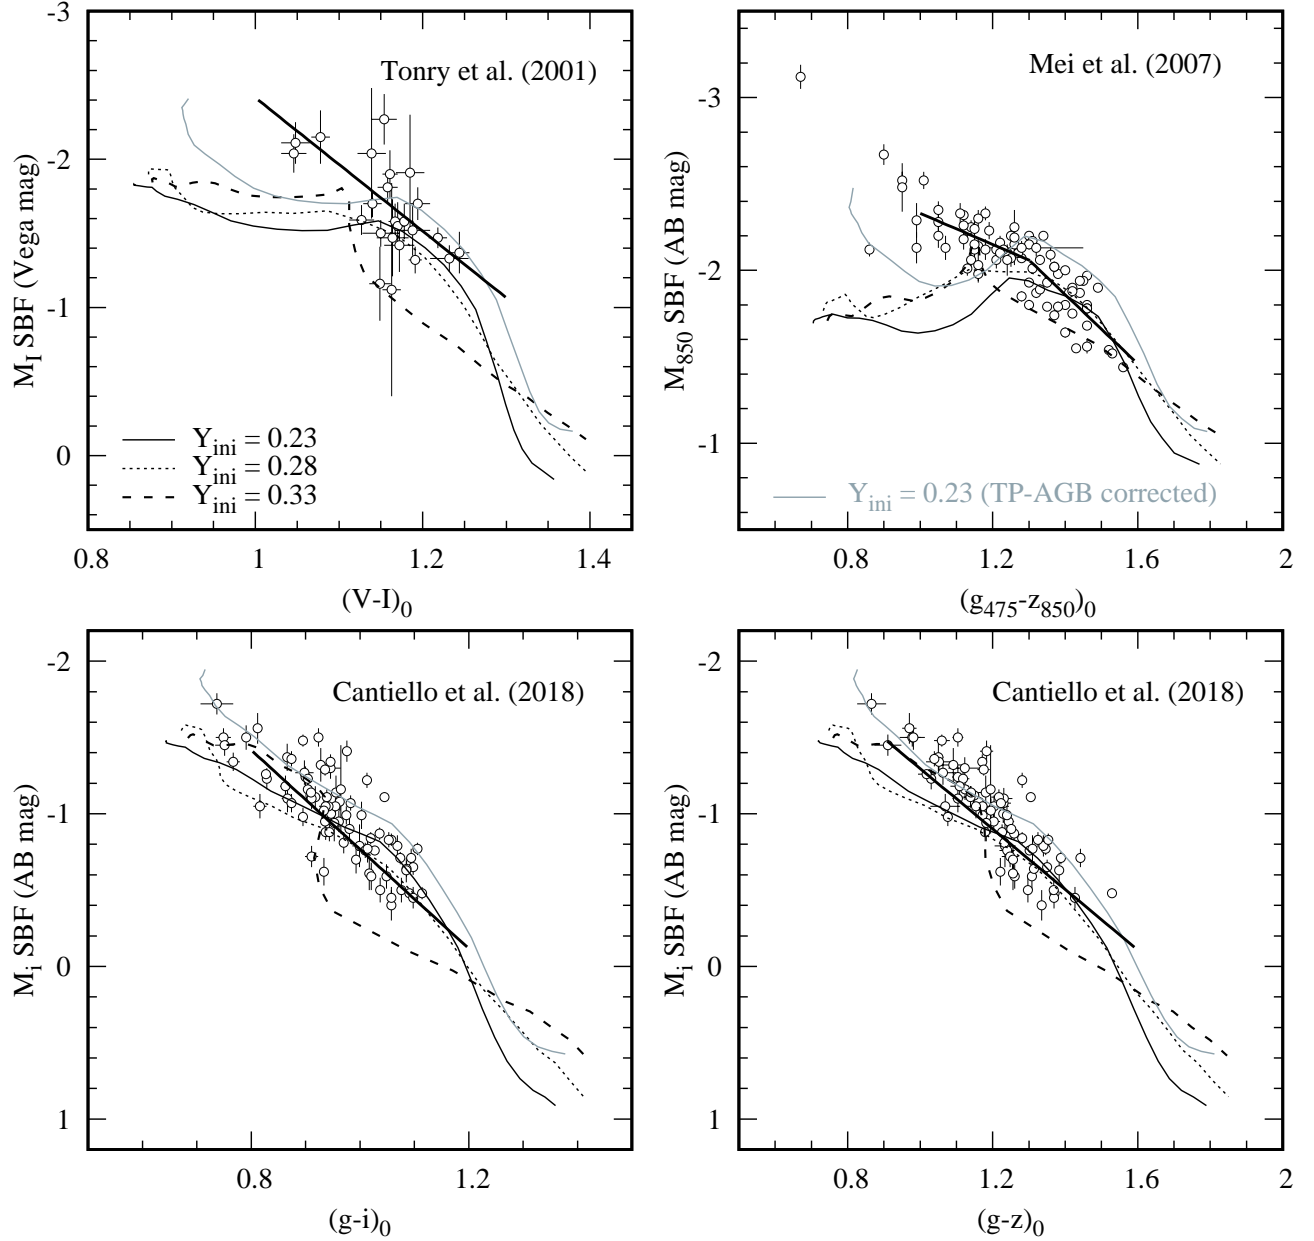 Tonry et al. (2001)
M_I SBF (Vega mag)
-3
-2
-1
0
Y_ini = 0.23
Y_ini = 0.28
Y_ini = 0.33
0.8 1 1.2 1.4
(V-I)_0
Mei et al. (2007)
M_850 SBF (AB mag)
-3
-2
-1
Y_ini = 0.23 (TP-AGB corrected)
0.8 1.2 1.6 2
(g_475-z_850)_0
Cantiello et al. (2018)
M_i SBF (AB mag)
-2
-1
0
1
0.8 1.2
(g-i)_0
Cantiello et al. (2018)
M_i SBF (AB mag)
-2
-1
0
1
0.8 1.2 1.6 2
(g-z)_0